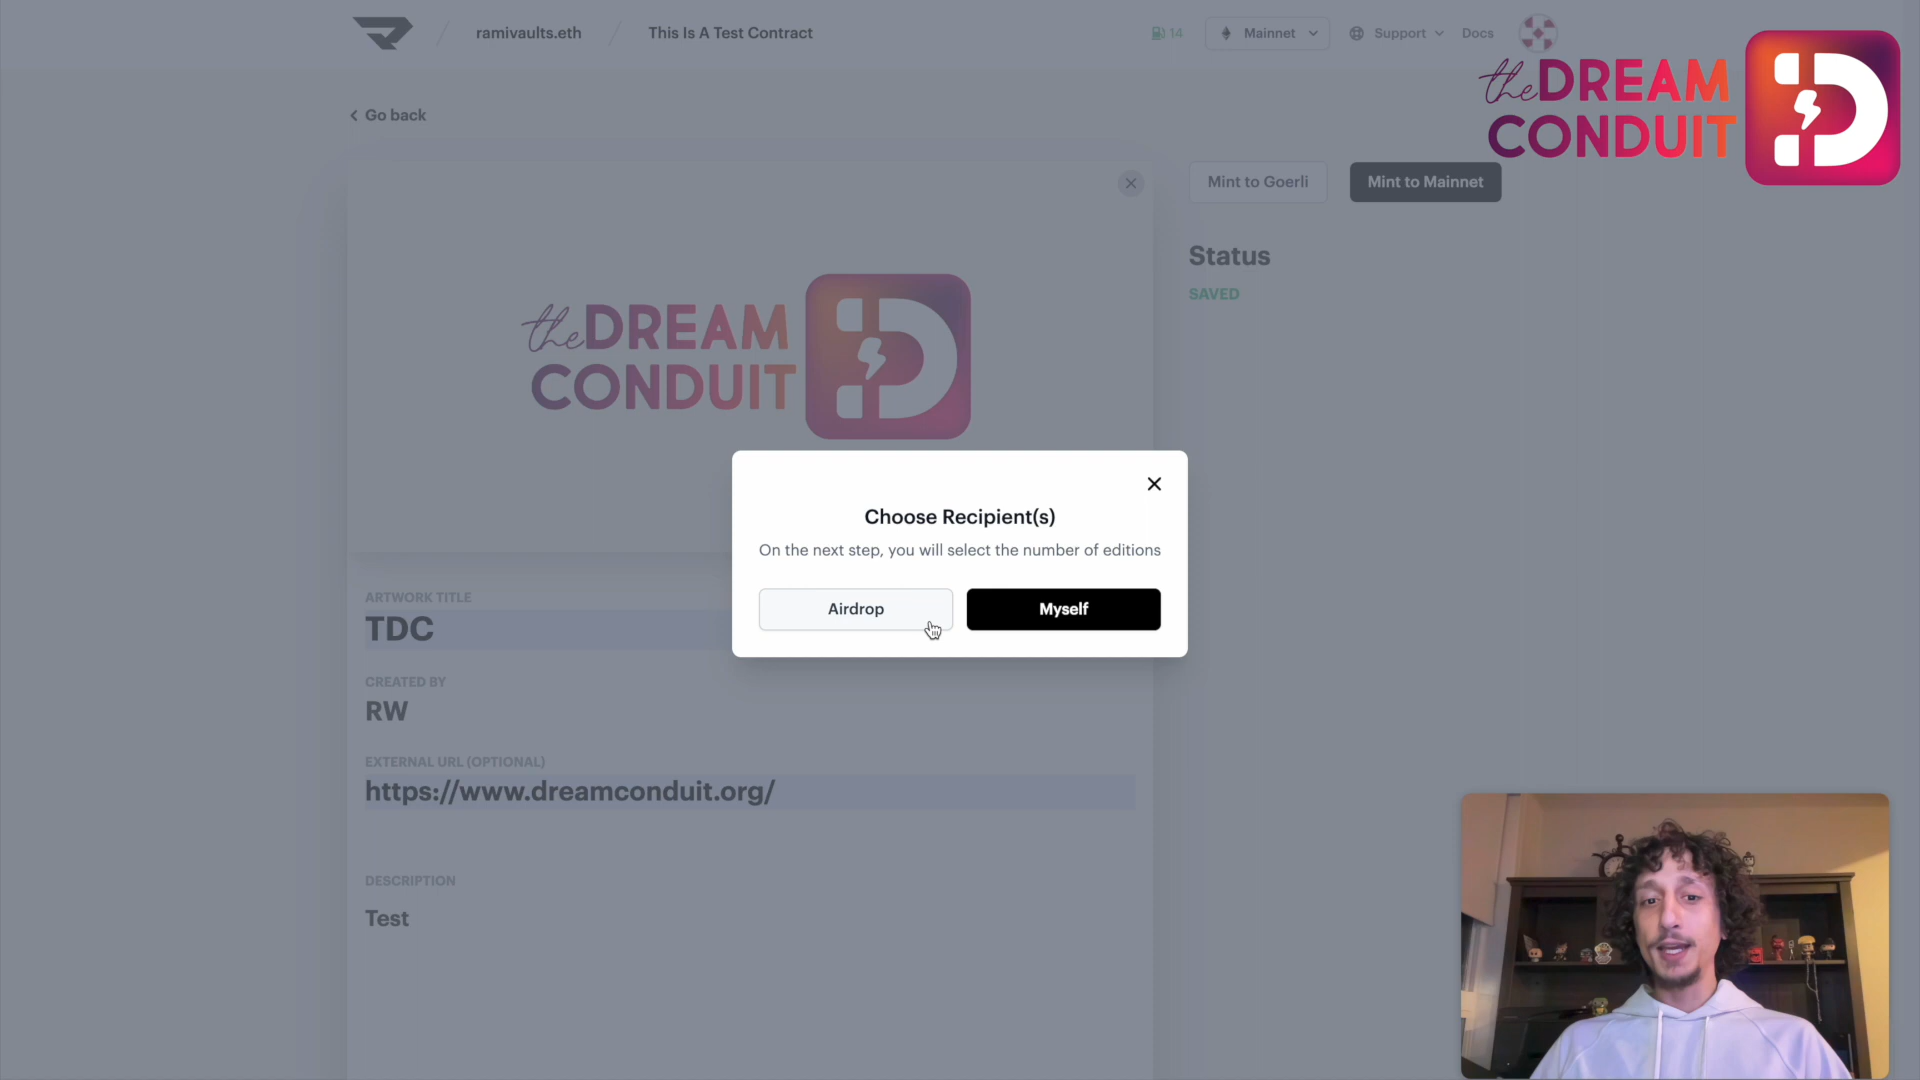 ramivaults.eth
This Is A Test Contract
14
Mainnet
Support
Docs
the DREAM
CONDUIT
Go back
Mint to Goerli
Mint to Mainnet
Status
SAVED
the DREAM
CONDUIT
Choose Recipient(s)
On the next step, you will select the number of editions
Airdrop
Myself
ARTWORK TITLE
TDC
CREATED BY
RW
EXTERNAL URL (OPTIONAL)
https://www.dreamconduit.org/
DESCRIPTION
Test